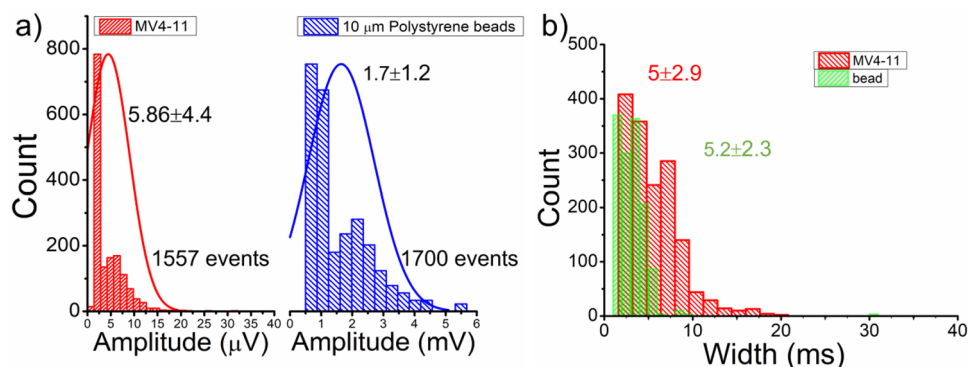 a)
MV4-11
10 μm Polystyrene beads
800
600
400
200
0
Count
5.86±4.4
1557 events
1.7±1.2
1700 events
0 5 10 15 20 25 30 35 40
Amplitude (μV)
0 1 2 3 4 5 6
Amplitude (mV)
b)
500
400
300
200
100
0
Count
MV4-11
bead
5±2.9
5.2±2.3
0 10 20 30 40
Width (ms)